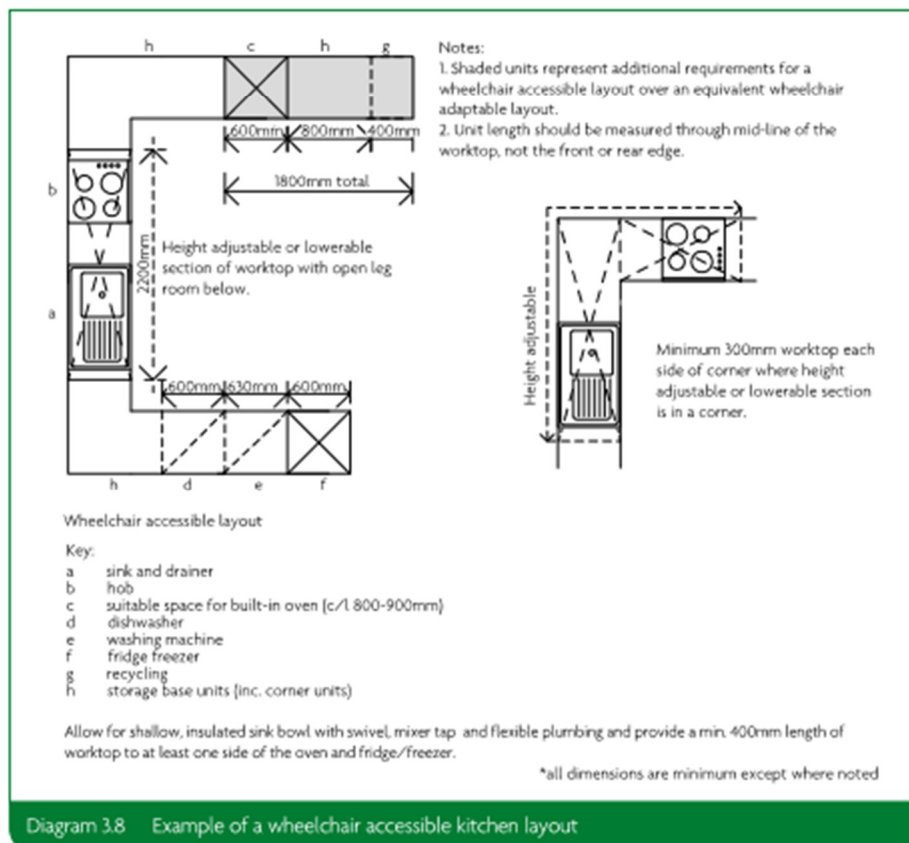 h c h g
Notes:
1. Shaded units represent additional requirements for a
wheelchair accessible layout over an equivalent wheelchair
adaptable layout.
2. Unit length should be measured through mid-line of the
worktop, not the front or rear edge.
600mm 800mm 400mm
1800mm total
b
2200mm
Height adjustable or lowerable
section of worktop with open leg
room below.
a
600mm 630mm 600mm
h d e f
Height adjustable
Minimum 300mm worktop each
side of corner where height
adjustable or lowerable section
is in a corner.
Wheelchair accessible layout
Key:
a sink and drainer
b hob
c suitable space for built-in oven (c/l 800-900mm)
d dishwasher
e washing machine
f fridge freezer
g recycling
h storage base units (inc. corner units)
Allow for shallow, insulated sink bowl with swivel, mixer tap and flexible plumbing and provide a min. 400mm length of
worktop to at least one side of the oven and fridge/freezer.
*all dimensions are minimum except where noted
Diagram 3.8 Example of a wheelchair accessible kitchen layout